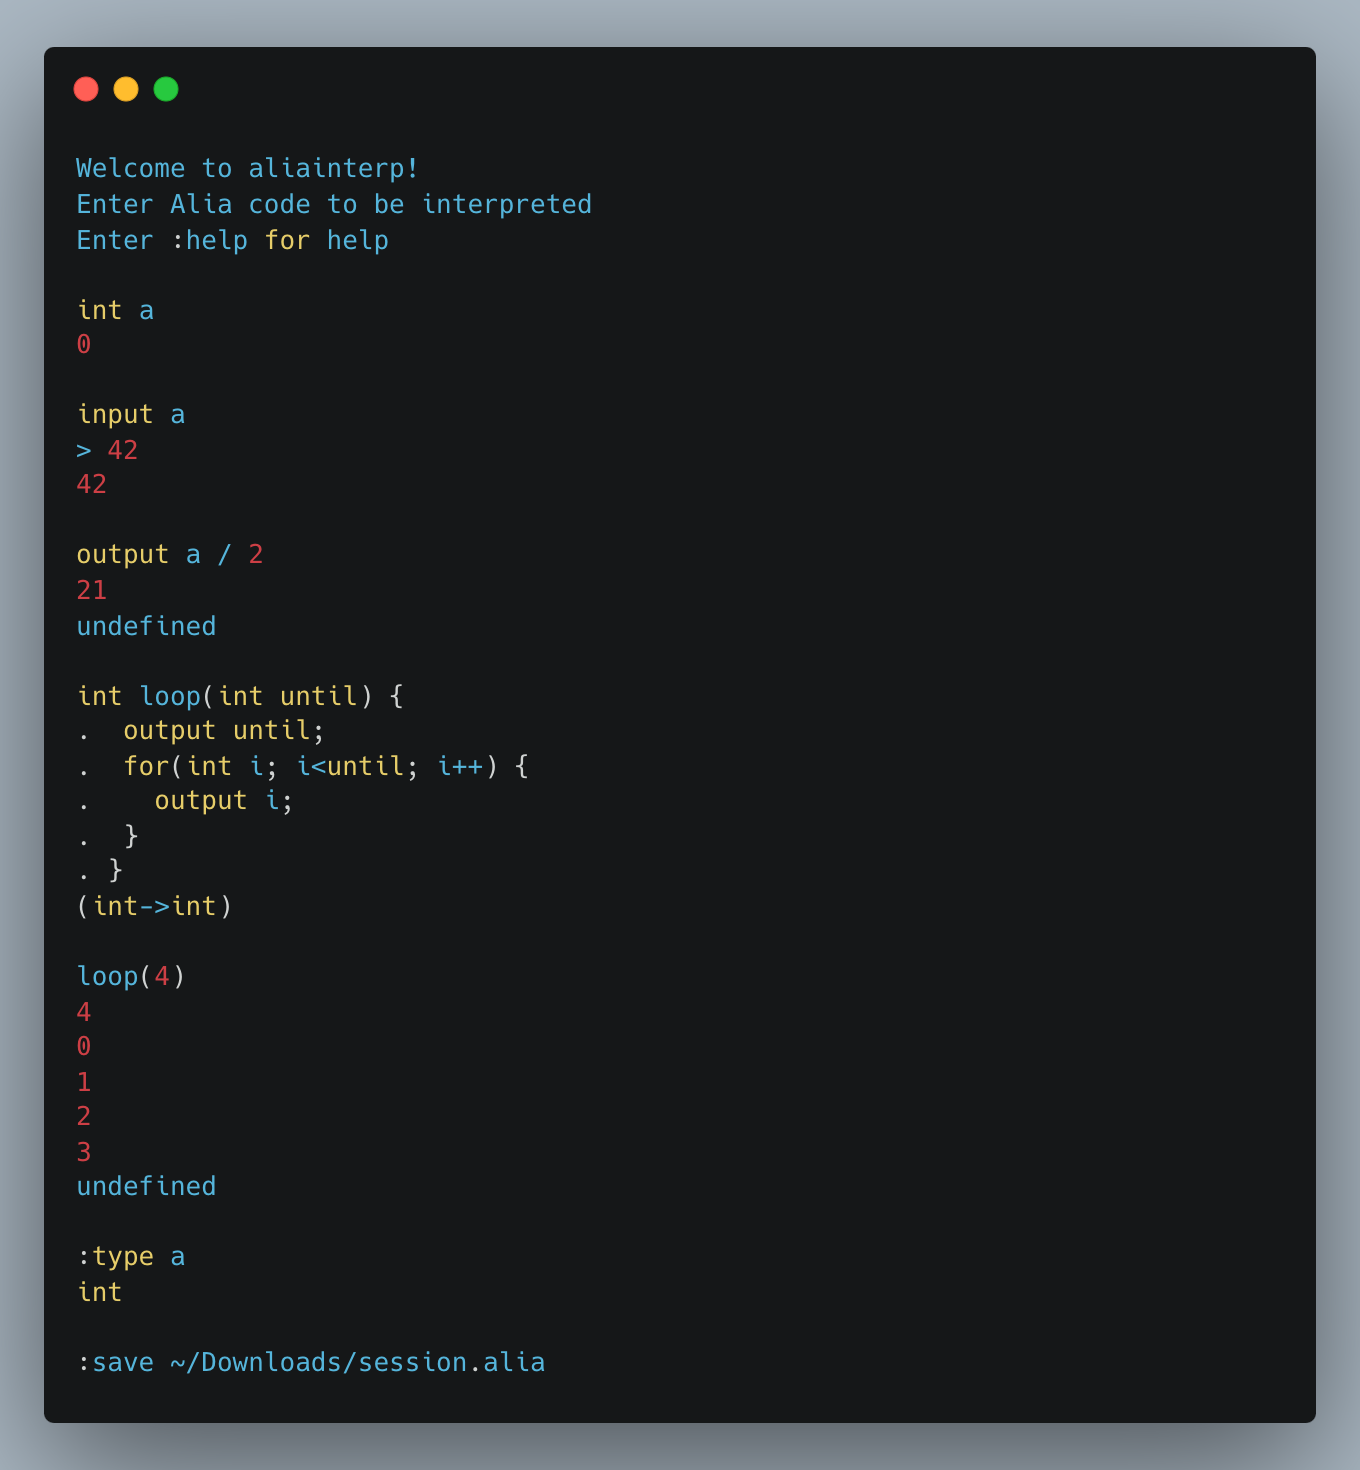 Welcome to aliainterp!
Enter Alia code to be interpreted
Enter :help for help

int a
0

input a
> 42
42

output a / 2
21
undefined

int loop(int until) {
.  output until;
.  for(int i; i<until; i++) {
.    output i;
.  }
. }
(int->int)

loop(4)
4
0
1
2
3
undefined

:type a
int

:save ~/Downloads/session.alia